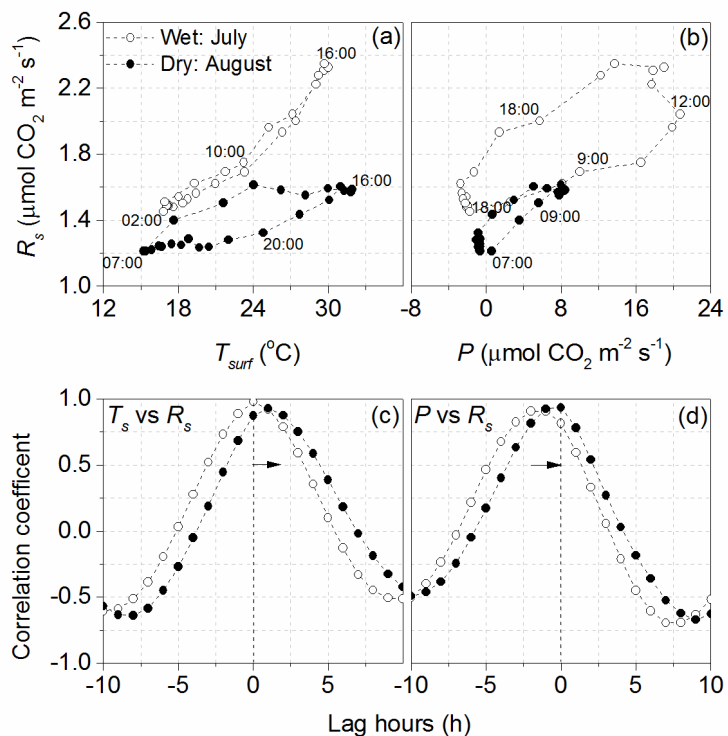 2.6
2.2
1.8
1.4
1.0
R_s (μmol CO2 m-2 s-1)
Wet: July
Dry: August
(a)
16:00
10:00
02:00
16:00
20:00
07:00
12 18 24 30
T_surf (oC)
(b)
18:00
12:00
9:00
18:00
09:00
07:00
-8 0 8 16 24
P (μmol CO2 m-2 s-1)
1.0
0.5
0.0
-0.5
-1.0
Correlation coefficent
T_s vs R_s
(c)
-10 -5 0 5
P vs R_s
(d)
-10 -5 0 5 10
Lag hours (h)